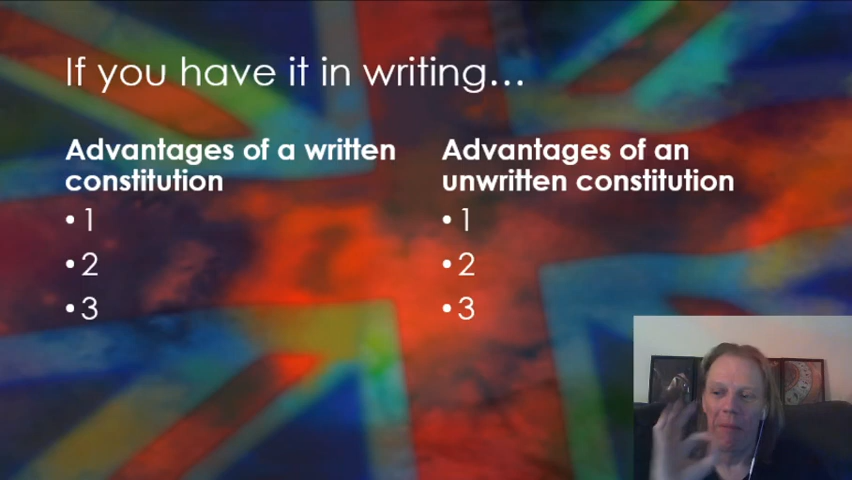 If you have it in writing...
Advantages of a written
constitution
• 1
• 2
• 3
Advantages of an
unwritten constitution
• 1
• 2
• 3